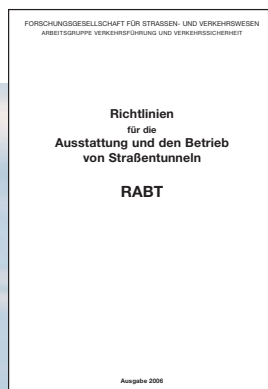 FORSCHUNGSGESELLSCHAFT FÜR STRASSEN- UND VERKEHRSWESEN
ARBEITSGRUPPE VERKEHRSFÜHRUNG UND VERKEHRSSICHERHEIT
Richtlinien
für die
Ausstattung und den Betrieb
von Straßentunneln
RABT
Ausgabe 2006